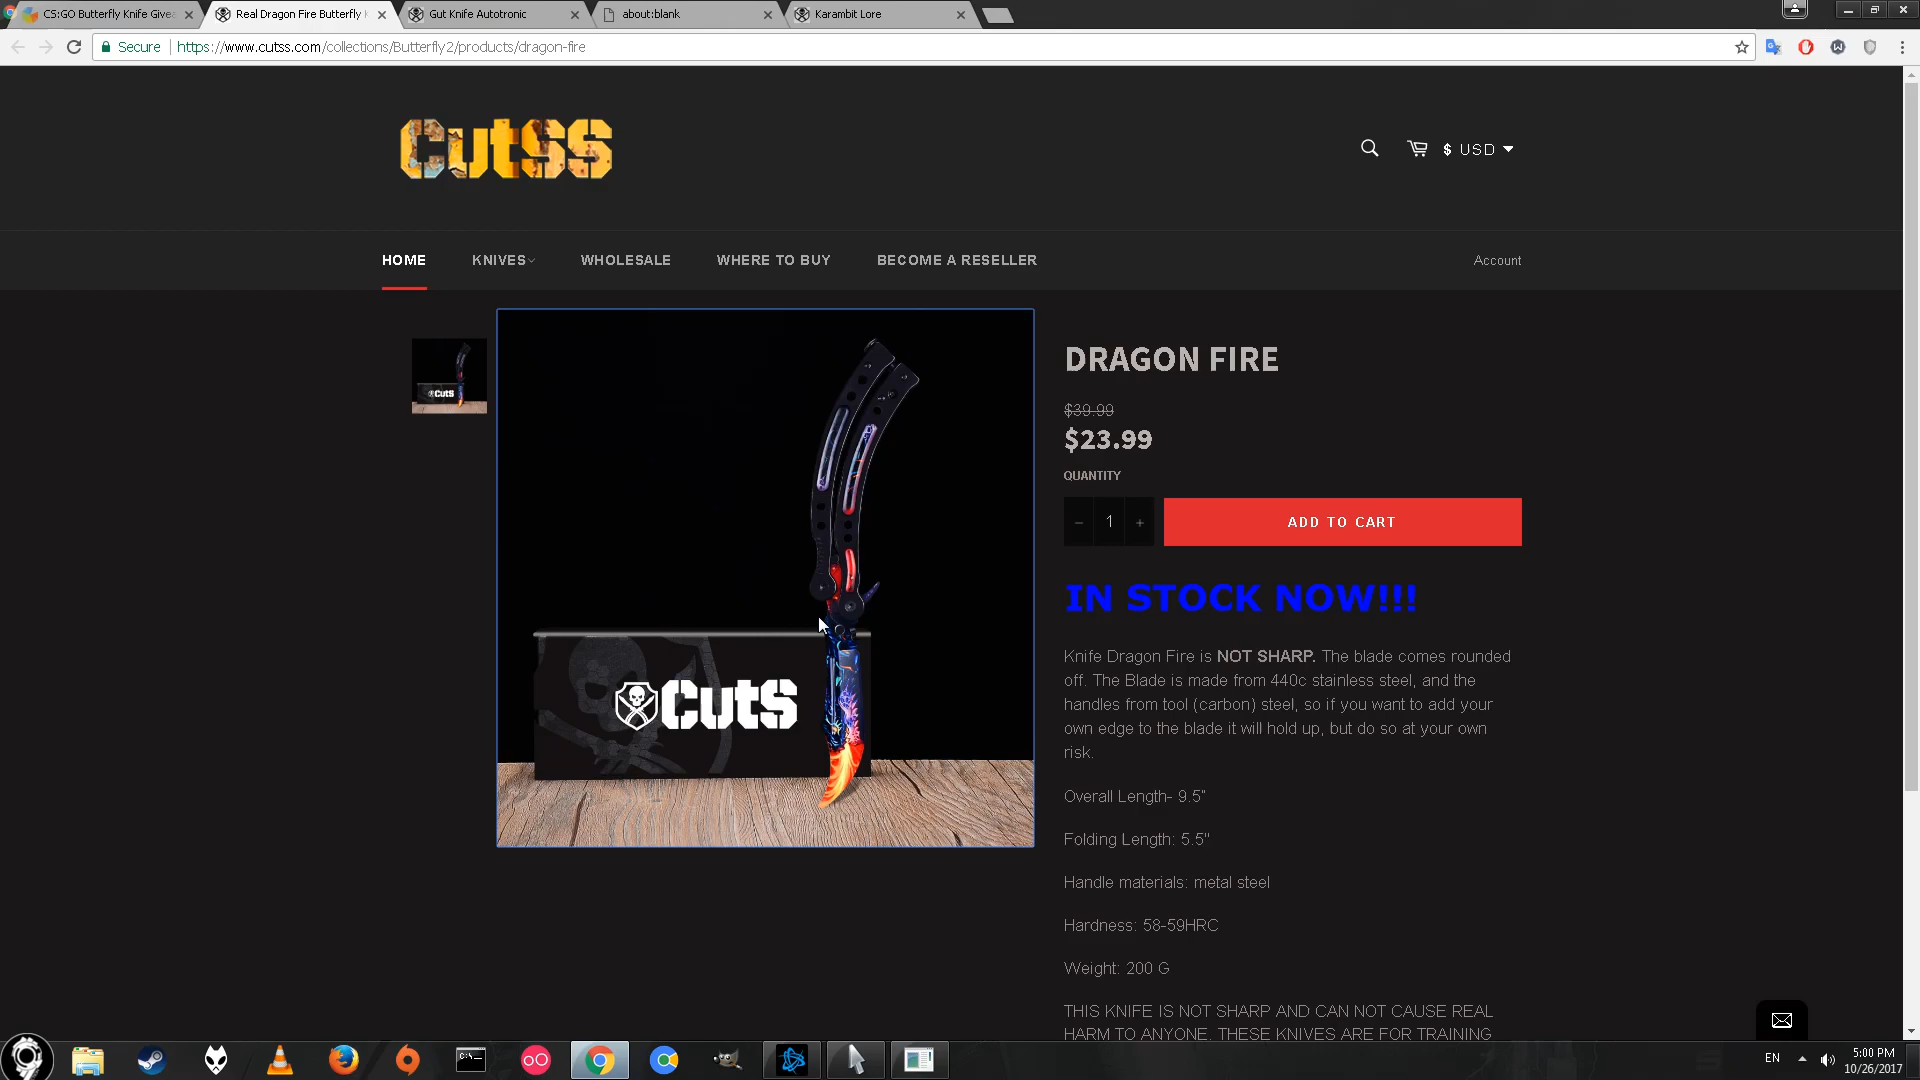 CS:GO Butterfly Knife Givea
Real Dragon Fire Butterfly
Gut Knife Autotronic
about:blank
Karambit Lore
Secure
https://www.cutss.com/collections/Butterfly2/products/dragon-fire
CutSS
$ USD
HOME
KNIVES
WHOLESALE
WHERE TO BUY
BECOME A RESELLER
Account
CutS
CutS
DRAGON FIRE
$39.99
$23.99
QUANTITY
- 1 +
ADD TO CART
IN STOCK NOW!!!
Knife Dragon Fire is NOT SHARP. The blade comes rounded
off. The Blade is made from 440c stainless steel, and the
handles from tool (carbon) steel, so if you want to add your
own edge to the blade it will hold up, but do so at your own
risk.
Overall Length- 9.5"
Folding Length: 5.5"
Handle materials: metal steel
Hardness: 58-59HRC
Weight: 200 G
THIS KNIFE IS NOT SHARP AND CAN NOT CAUSE REAL
HARM TO ANYONE. THESE KNIVES ARE FOR TRAINING
EN
5:00 PM
10/26/2017